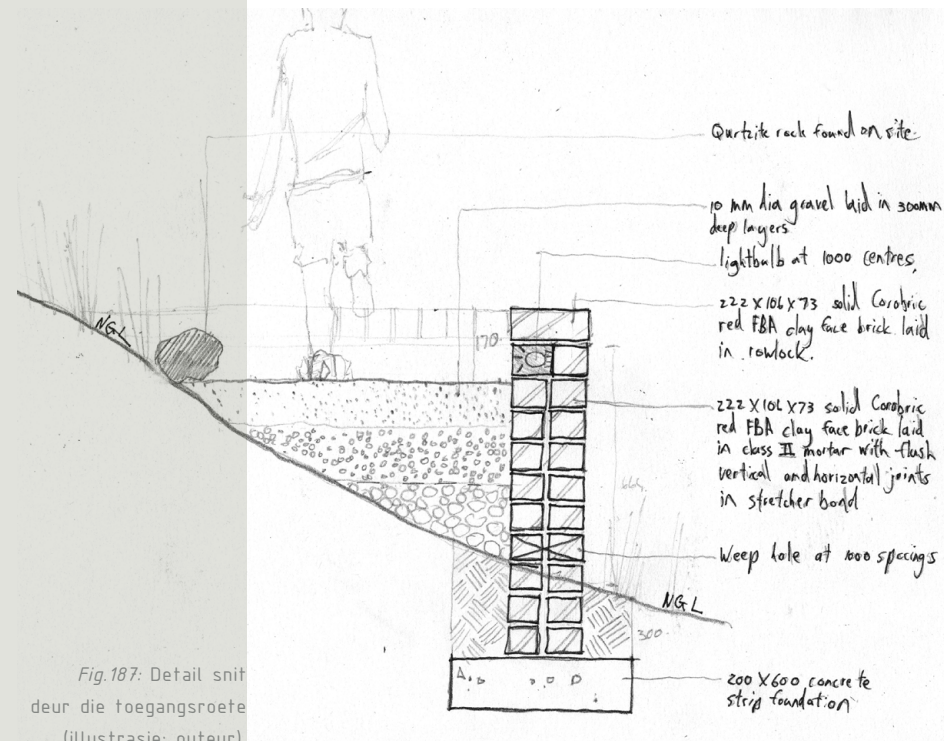 Qurtzite rock found on site.
10 mm dia gravel laid in 300mm
deep layers
lightbulb at 1000 centres,
222 X 106 X 73 solid Corobric
red FBA clay face brick laid
in rowlock.
170
222 X 106 X 73 solid Corobric
red FBA clay face brick laid
in class II mortar with flush
vertical and horizontal joints
in stretcher bond
Weep hole at 1000 spacings
NGL
NGL
300
200 X 600 concrete
strip foundation
Fig.187: Detail snit
deur die toegangsroete
(illustrasie: outeur)